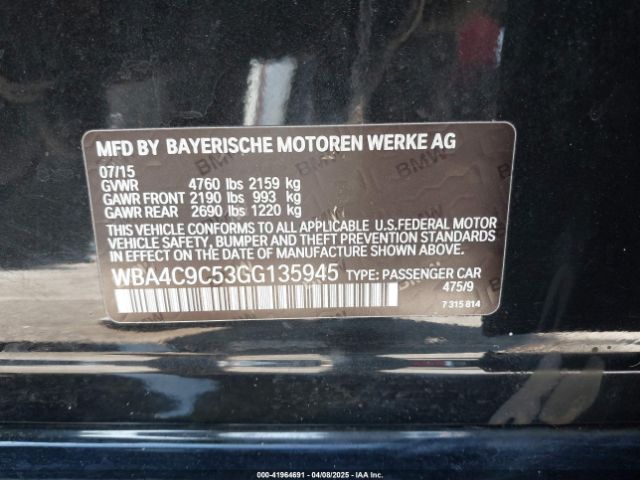 MFD BY BAYERISCHE MOTOREN WERKE AG
07/15
GVWR 4760 lbs 2159 kg
GAWR FRONT 2190 lbs 993 kg
GAWR REAR 2690 lbs 1220 kg
THIS VEHICLE CONFORMS TO ALL APPLICABLE U.S.FEDERAL MOTOR
VEHICLE SAFETY, BUMPER AND THEFT PREVENTION STANDARDS
IN EFFECT ON THE DATE OF MANUFACTURE SHOWN ABOVE.
WBA4C9C53GG135945 TYPE: PASSENGER CAR
475/9
7 315 814
000-41964691 - 04/08/2025 - IAA Inc.